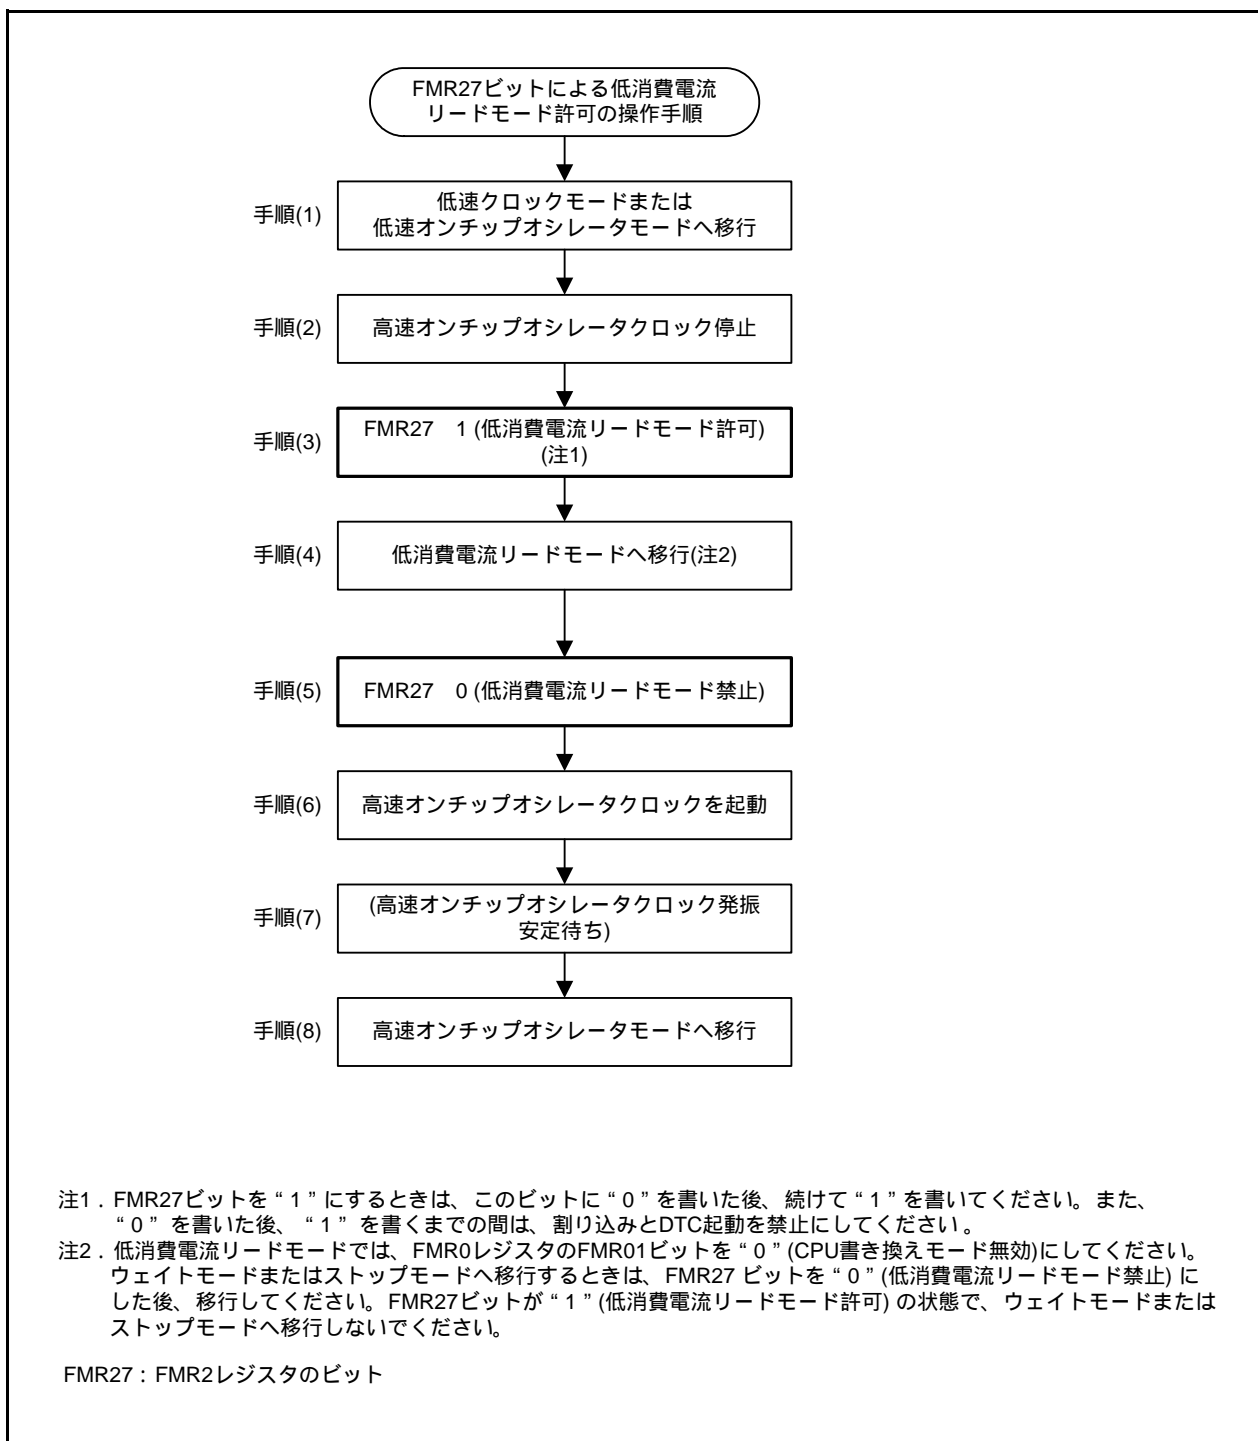 FMR27ビットによる低消費電流
リードモード許可の操作手順
手順(1)
低速クロックモードまたは
低速オンチップオシレータモードへ移行
手順(2)
高速オンチップオシレータクロック停止
手順(3)
FMR27 1 (低消費電流リードモード許可)
(注1)
手順(4)
低消費電流リードモードへ移行(注2)
手順(5)
FMR27 0 (低消費電流リードモード禁止)
手順(6)
高速オンチップオシレータクロックを起動
手順(7)
(高速オンチップオシレータクロック発振
安定待ち)
手順(8)
高速オンチップオシレータモードへ移行
注1．FMR27ビットを“1”にするときは、このビットに“0”を書いた後、続けて“1”を書いてください。また、
“0”を書いた後、“1”を書くまでの間は、割り込みとDTC起動を禁止にしてください。
注2．低消費電流リードモードでは、FMR0レジスタのFMR01ビットを“0”(CPU書き換えモード無効)にしてください。
ウェイトモードまたはストップモードへ移行するときは、FMR27 ビットを“0”(低消費電流リードモード禁止) に
した後、移行してください。FMR27ビットが“1”(低消費電流リードモード許可) の状態で、ウェイトモードまたは
ストップモードへ移行しないでください。
FMR27：FMR2レジスタのビット